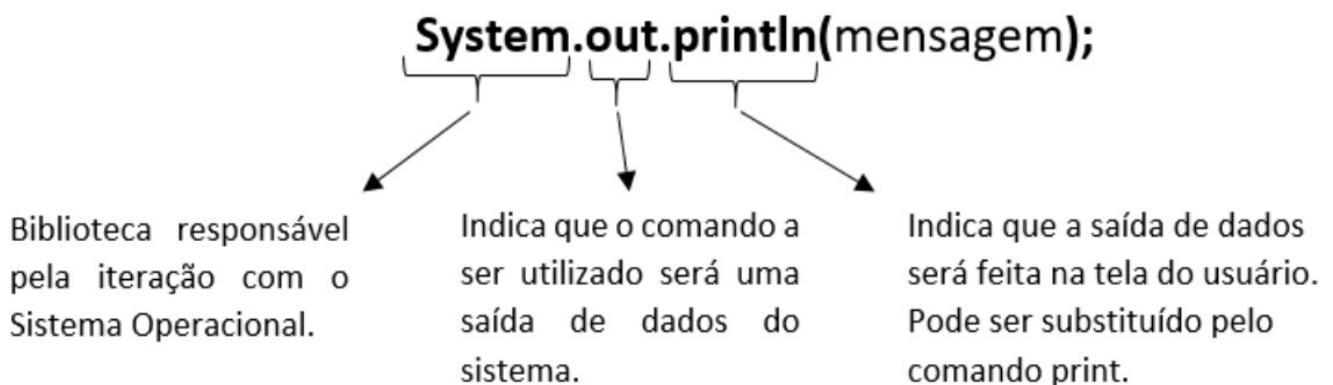 System.out.println(mensagem);
Biblioteca responsável
pela iteração com o
Sistema Operacional.
Indica que o comando a
ser utilizado será uma
saída de dados do
sistema.
Indica que a saída de dados
será feita na tela do usuário.
Pode ser substituído pelo
comando print.